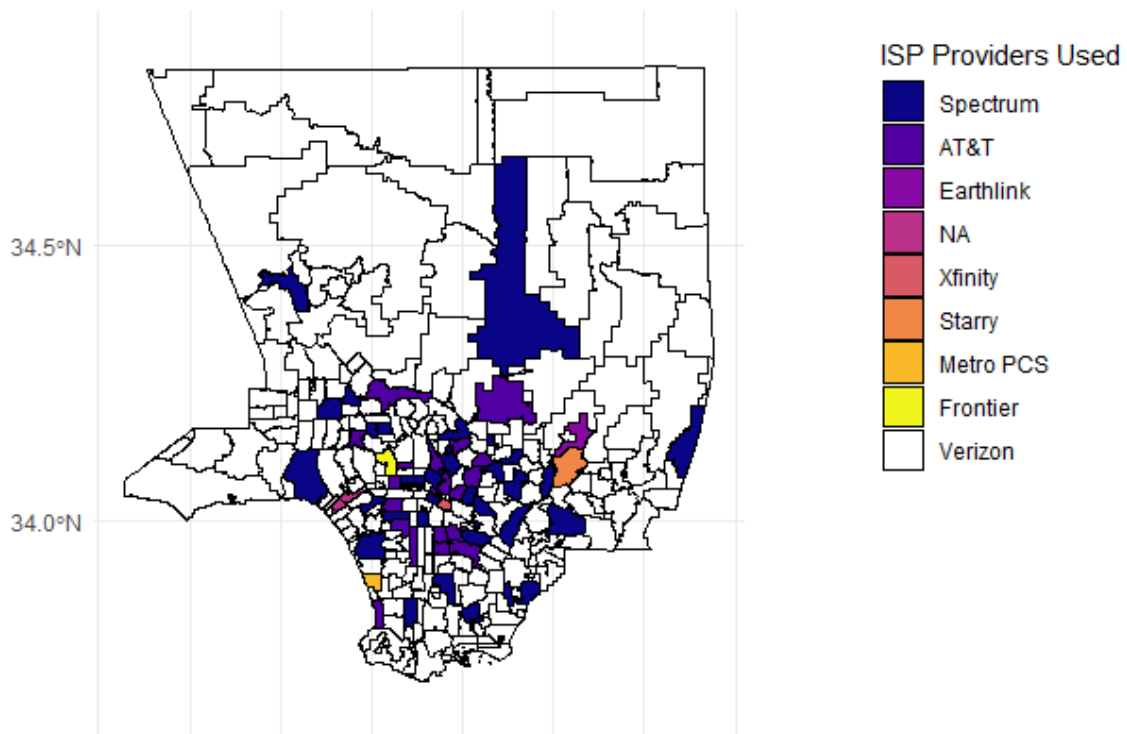 ISP Providers Used
Spectrum
AT&T
Earthlink
NA
Xfinity
Starry
Metro PCS
Frontier
Verizon
34.5°N
34.0°N